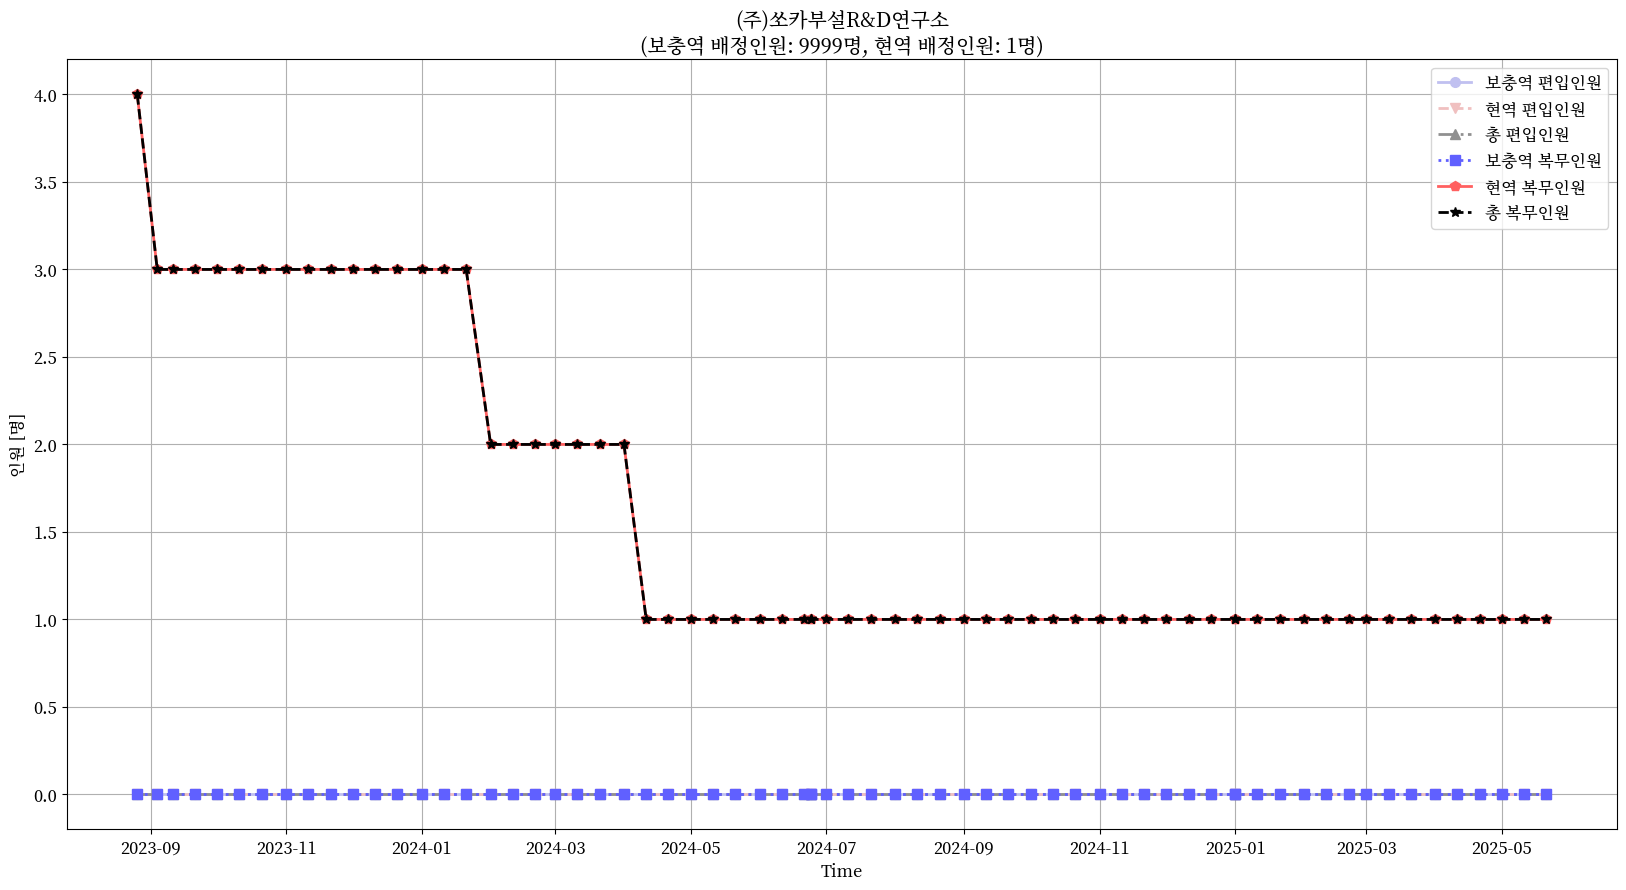 (주)쏘카부설R&D연구소
(보충역 배정인원: 9999명, 현역 배정인원: 1명)
보충역 편입인원
현역 편입인원
총 편입인원
보충역 복무인원
현역 복무인원
총 복무인원
인원 [명]
4.0
3.5
3.0
2.5
2.0
1.5
1.0
0.5
0.0
2023-09 2023-11 2024-01 2024-03 2024-05 2024-07 2024-09 2024-11 2025-01 2025-03 2025-05
Time